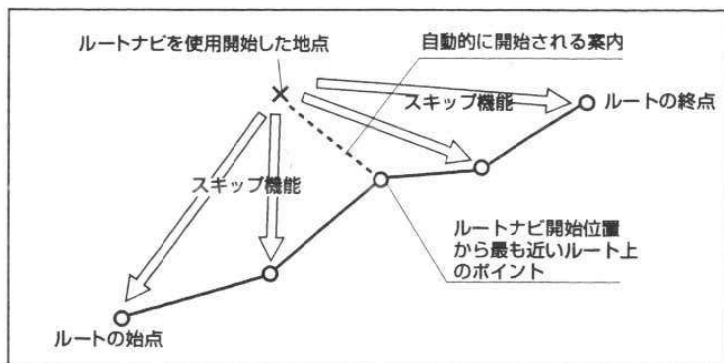 ルートナビを使用開始した地点
自動的に開始される案内
スキップ機能
ルートの終点
スキップ機能
ルートナビ開始位置
から最も近いルート上
のポイント
ルートの始点